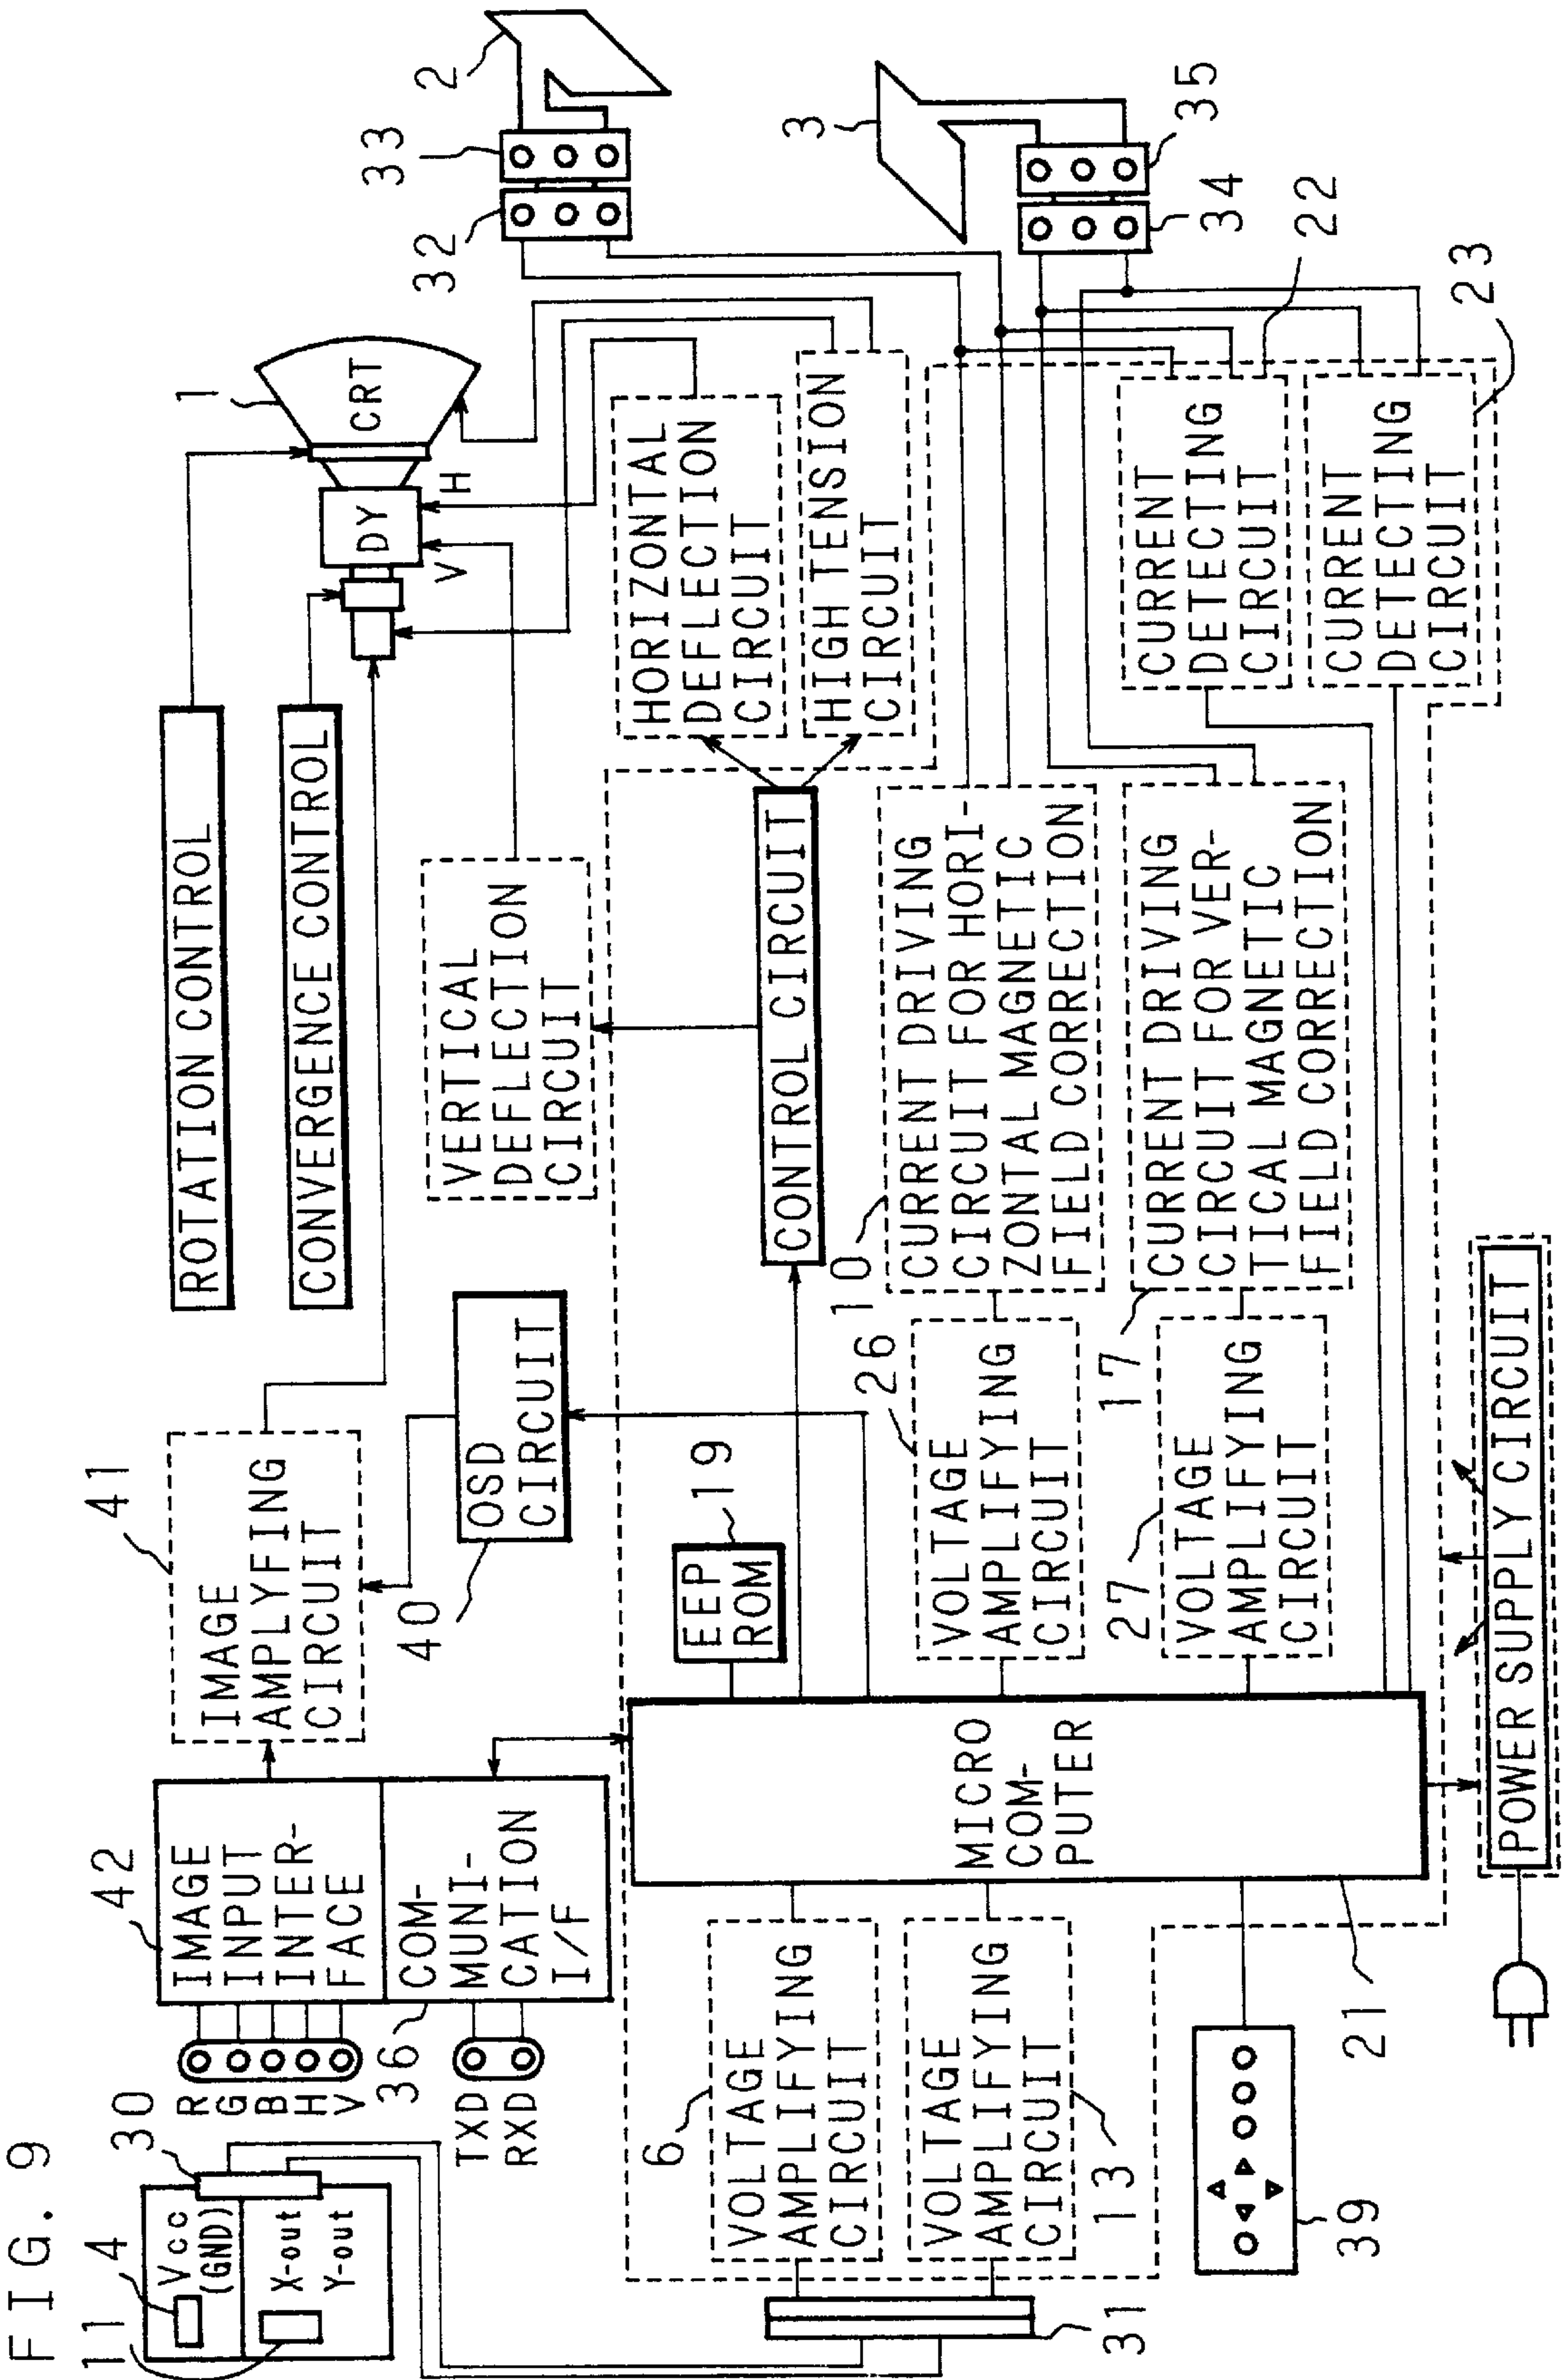 FIG. 9
11
4
Vcc
(GND)
X-out
Y-out
30
R
G
B
H
V
42
IMAGE
INPUT
INTER-
FACE
36
COM-
MUNI-
CATION
I/F
TXD
RXD
41
IMAGE
AMPLYFING
CIRCUIT
40
OSD
CIRCUIT
ROTATION CONTROL
CONVERGENCE CONTROL
VERTICAL
DEFLECTION
CIRCUIT
1
CRT
DY
H
V
HORIZONTAL
DEFLECTION
CIRCUIT
HIGH TENSION
CIRCUIT
CONTROL CIRCUIT
EEP
ROM
19
2
33
32
3
35
34
31
6
VOLTAGE
AMPLIFYING
CIRCUIT
VOLTAGE
AMPLIFYING
CIRCUIT
13
MICRO
COM-
PUTER
21
39
26
VOLTAGE
AMPLIFYING
CIRCUIT
27
VOLTAGE
AMPLIFYING
CIRCUIT
10
CURRENT DRIVING
CIRCUIT FOR HORI-
ZONTAL MAGNETIC
FIELD CORRECTION
17
CURRENT DRIVING
CIRCUIT FOR VER-
TICAL MAGNETIC
FIELD CORRECTION
22
CURRENT
DETECTING
CIRCUIT
23
CURRENT
DETECTING
CIRCUIT
POWER SUPPLY CIRCUIT